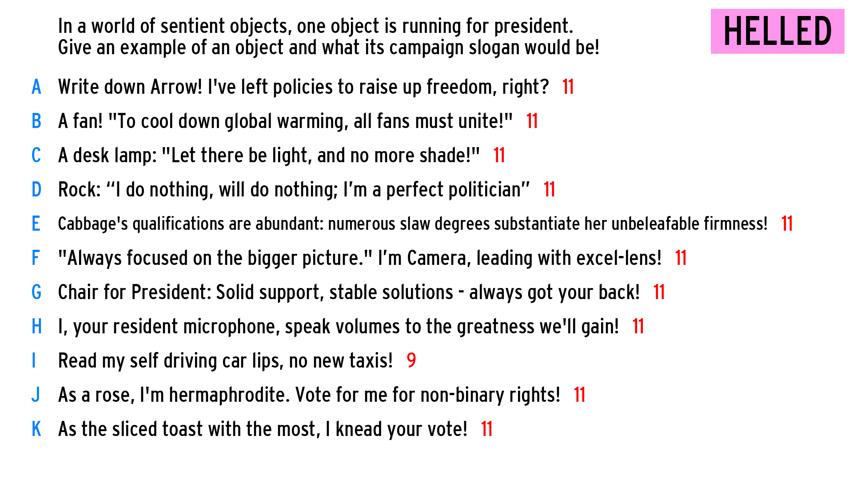 In a world of sentient objects, one object is running for president.
Give an example of an object and what its campaign slogan would be!
HELLED
A Write down Arrow! I've left policies to raise up freedom, right? 11
B A fan! "To cool down global warming, all fans must unite!" 11
C A desk lamp: "Let there be light, and no more shade!" 11
D Rock: “I do nothing, will do nothing; I’m a perfect politician” 11
E Cabbage's qualifications are abundant: numerous slaw degrees substantiate her unbeleafable firmness! 11
F "Always focused on the bigger picture." I’m Camera, leading with excel-lens! 11
G Chair for President: Solid support, stable solutions - always got your back! 11
H I, your resident microphone, speak volumes to the greatness we'll gain! 11
I Read my self driving car lips, no new taxis! 9
J As a rose, I'm hermaphrodite. Vote for me for non-binary rights! 11
K As the sliced toast with the most, I knead your vote! 11